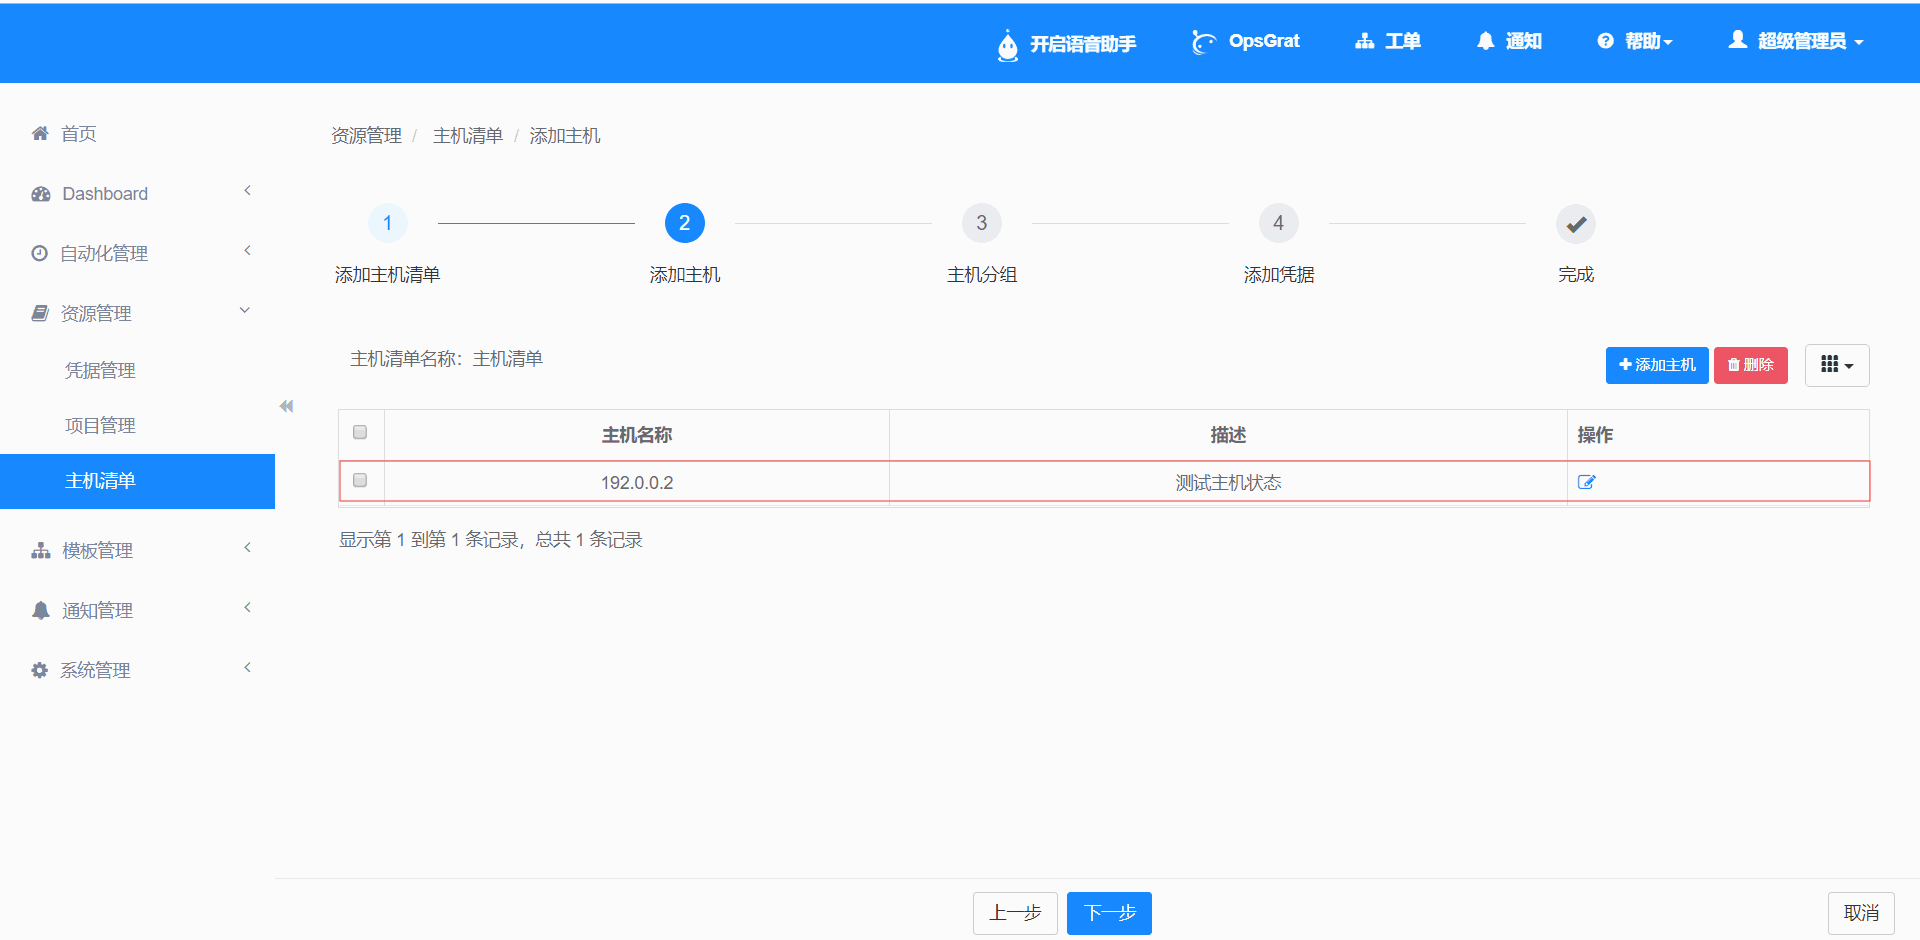 开启语音助手 OpsGrat 工单 通知 帮助 超级管理员
首页
Dashboard
自动化管理
资源管理
凭据管理
项目管理
主机清单
模板管理
通知管理
系统管理
资源管理 / 主机清单 / 添加主机
1 2 3 4
添加主机清单 添加主机 主机分组 添加凭据 完成
主机清单名称：主机清单
添加主机 删除
主机名称 描述 操作
192.0.0.2 测试主机状态
显示第 1 到第 1 条记录，总共 1 条记录
上一步 下一步 取消